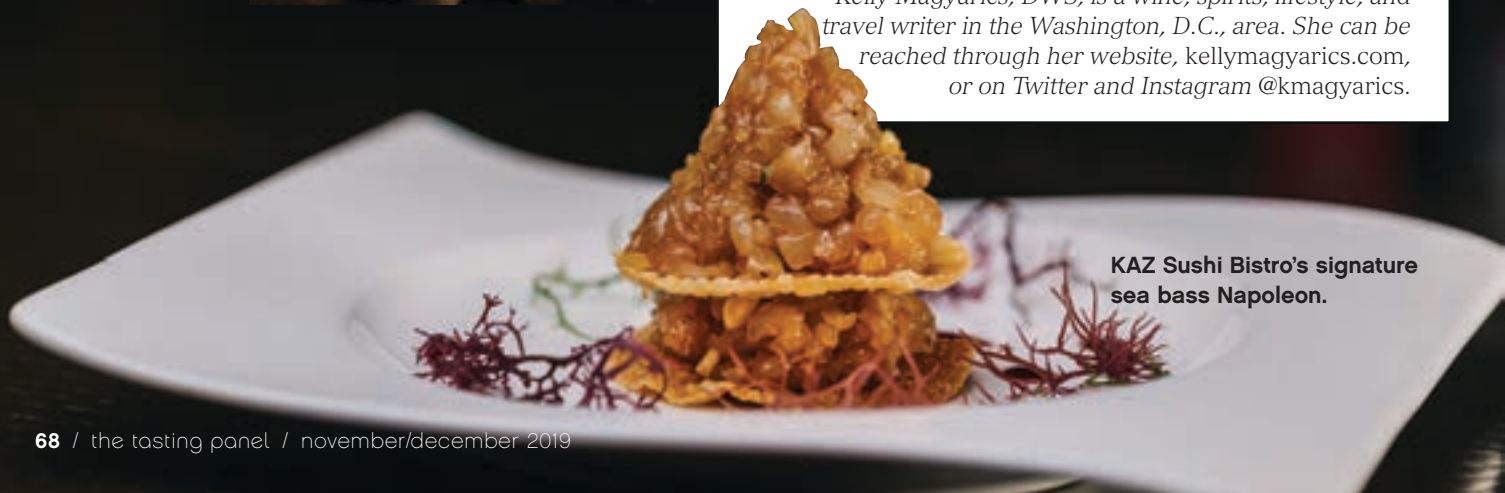 Kelly Magyarics, DWS, is a wine, spirits, lifestyle, and
travel writer in the Washington, D.C., area. She can be
reached through her website, kellymagyarics.com,
or on Twitter and Instagram @kmagyarics.
KAZ Sushi Bistro’s signature
sea bass Napoleon.
68 / the tasting panel / november/december 2019